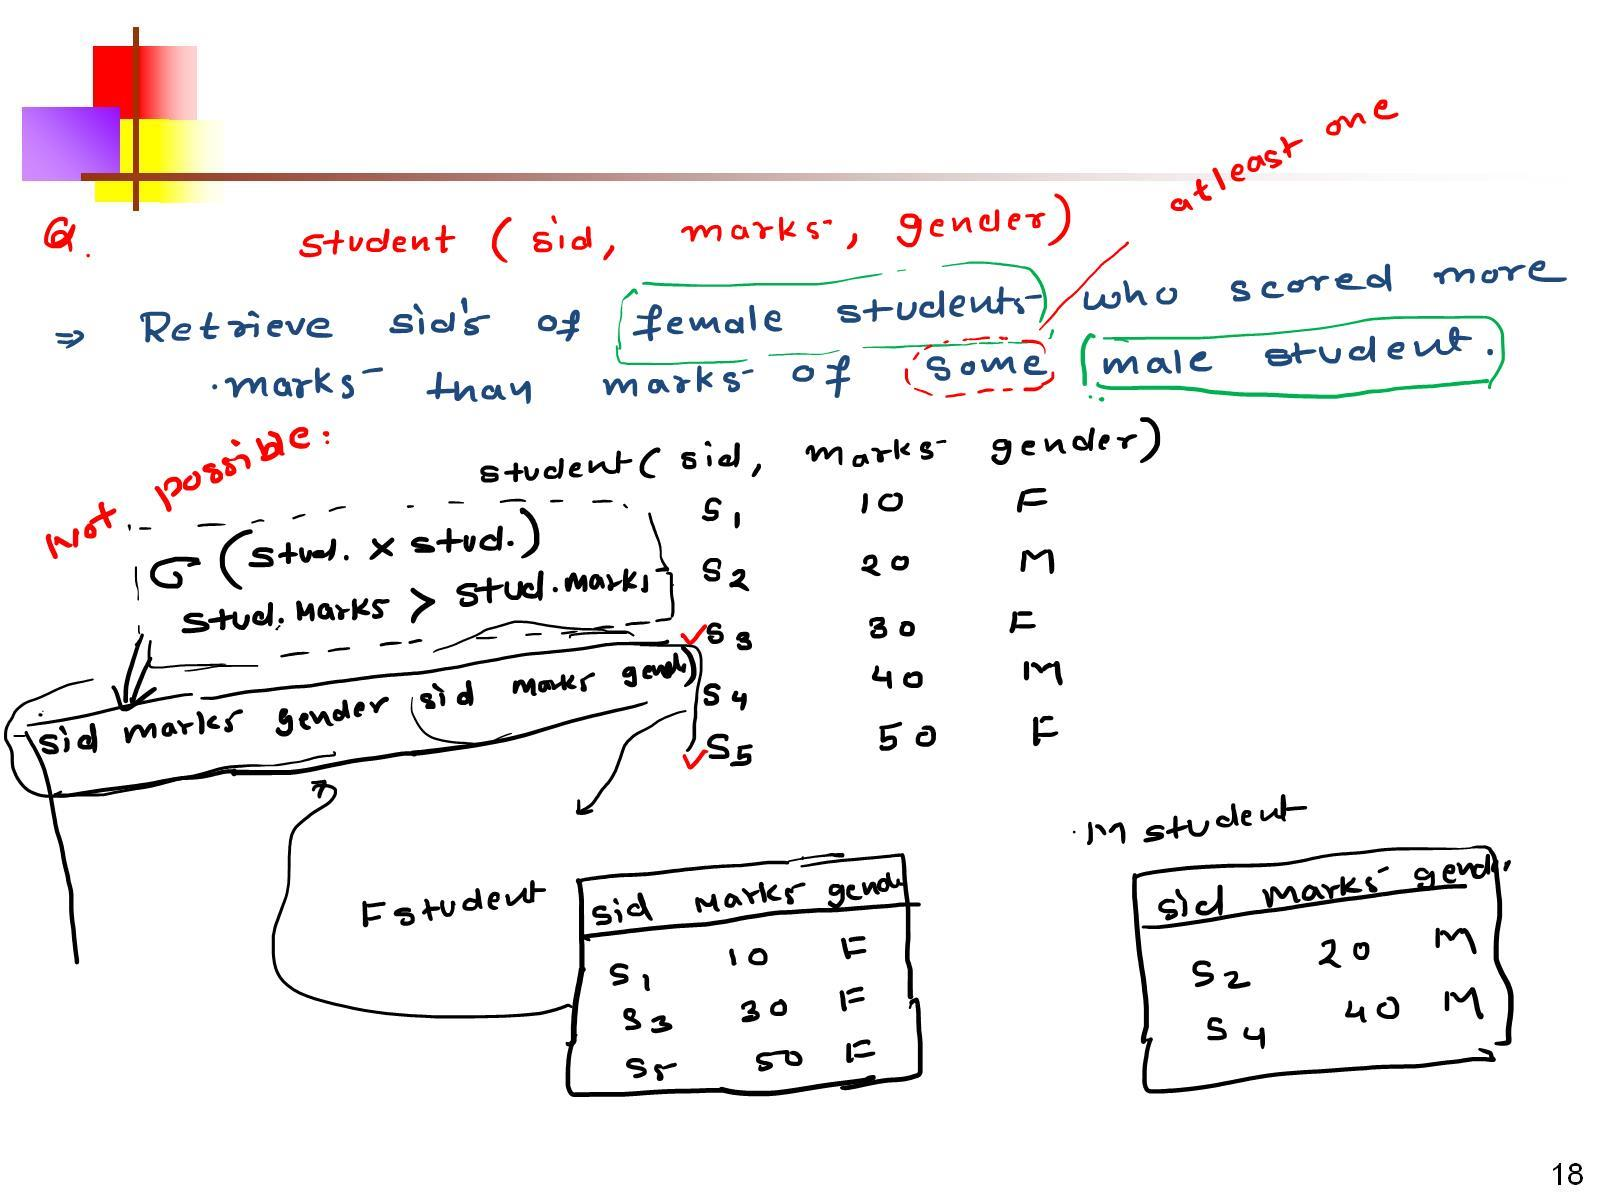 atleast one
Q. student ( sid, marks, gender)
⇒ Retrieve sid's of female students who scored more
marks than marks of some male student.
Not possible:
student( sid, marks gender)
S1 10 F
S2 20 M
✓S3 30 F
S4 40 M
✓S5 50 F
σ (stud. × stud.)
stud.Marks > stud.marks
sid marks gender sid marks gend)
Fstudent
sid Marks gende
S1 10 F
S3 30 F
S5 50 F
M student
sid Marks gend.
S2 20 M
S4 40 M
18